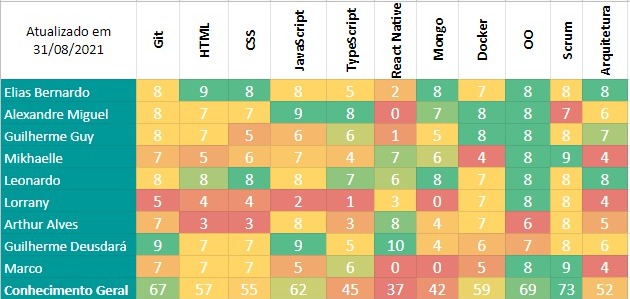 Atualizado em
31/08/2021
Git HTML CSS JavaScript TypeScript React Native Mongo Docker OO Scrum Arquitetura
Elias Bernardo 8 9 8 8 5 2 8 7 8 8 8
Alexandre Miguel 8 7 7 9 8 0 7 8 8 7 6
Guilherme Guy 8 7 5 6 6 1 5 8 8 8 7
Mikhaelle 7 5 6 7 4 7 6 4 8 9 4
Leonardo 8 8 8 8 7 6 8 7 8 8 8
Lorrany 5 4 4 2 1 3 0 7 8 8 4
Arthur Alves 7 3 3 8 3 8 4 7 6 8 5
Guilherme Deusdará 9 7 7 9 5 10 4 6 7 8 6
Marco 7 7 7 5 6 0 0 5 8 9 4
Conhecimento Geral 67 57 55 62 45 37 42 59 69 73 52